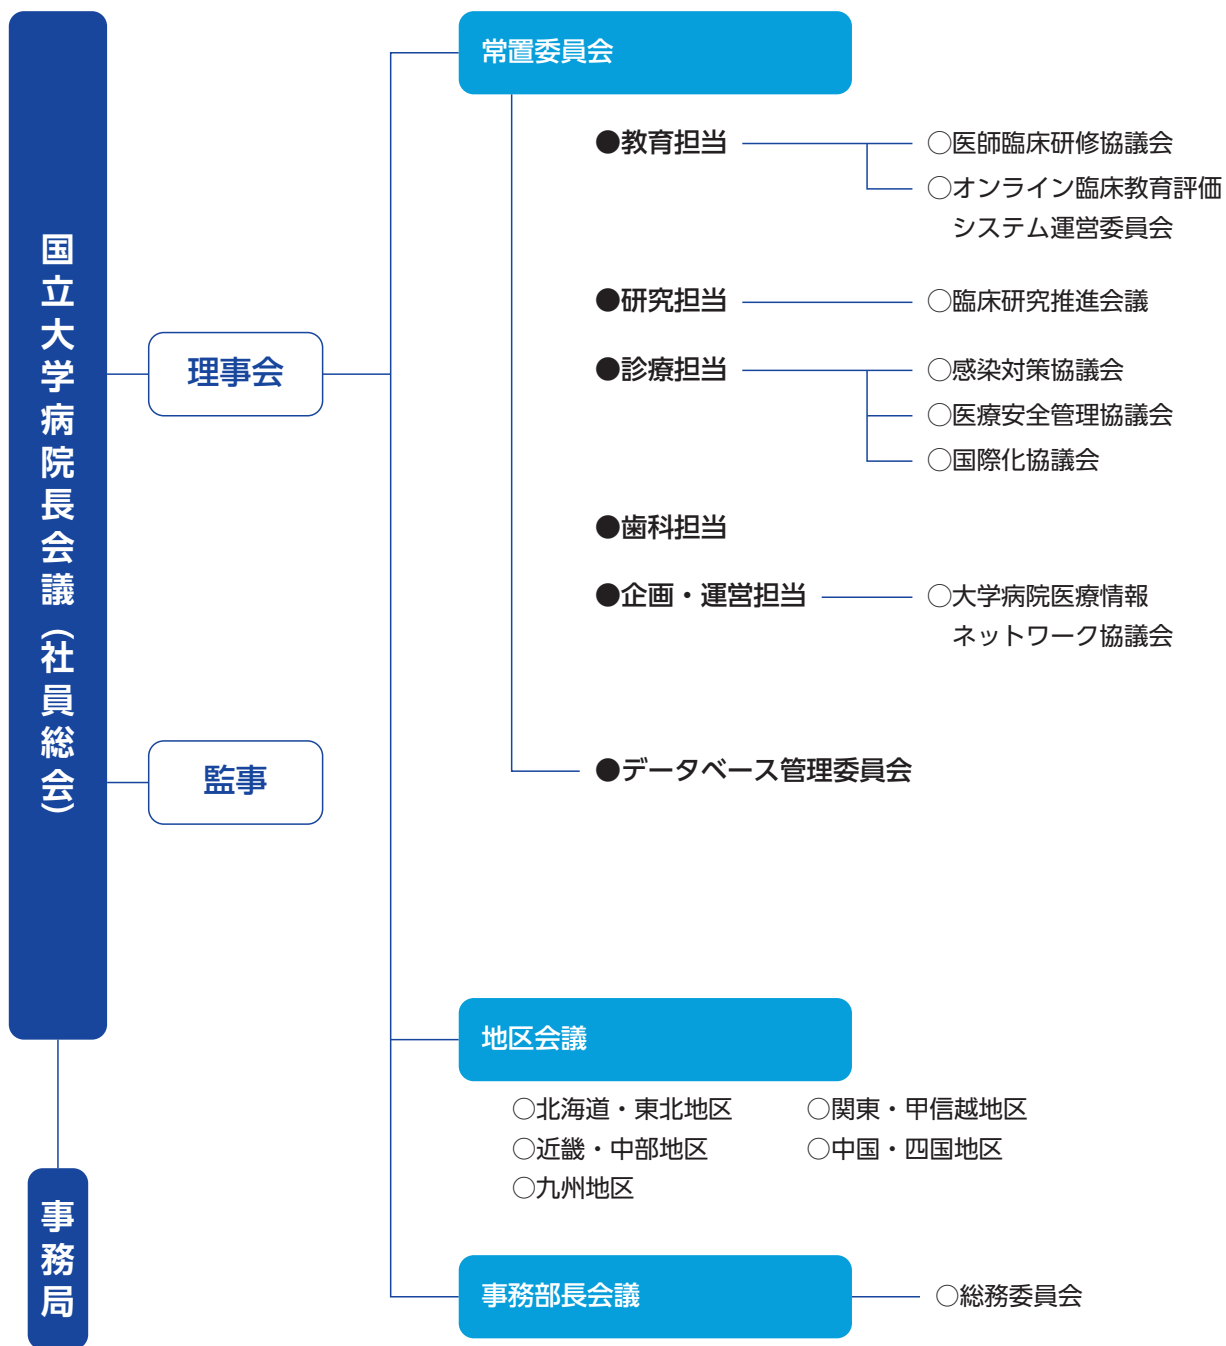 国立大学病院長会議（社員総会）
事務局
理事会
監事
常置委員会
●教育担当
○医師臨床研修協議会
○オンライン臨床教育評価
システム運営委員会
●研究担当
○臨床研究推進会議
●診療担当
○感染対策協議会
○医療安全管理協議会
○国際化協議会
●歯科担当
●企画・運営担当
○大学病院医療情報
ネットワーク協議会
●データベース管理委員会
地区会議
○北海道・東北地区
○関東・甲信越地区
○近畿・中部地区
○中国・四国地区
○九州地区
事務部長会議
○総務委員会